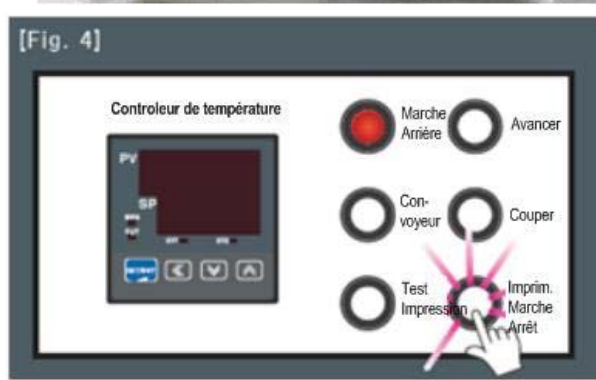 [Fig. 4]
Controleur de température
PV
SP
Marche
Arrière
Avancer
Con-
voyeur
Couper
Test
Impression
Imprim.
Marche
Arrêt